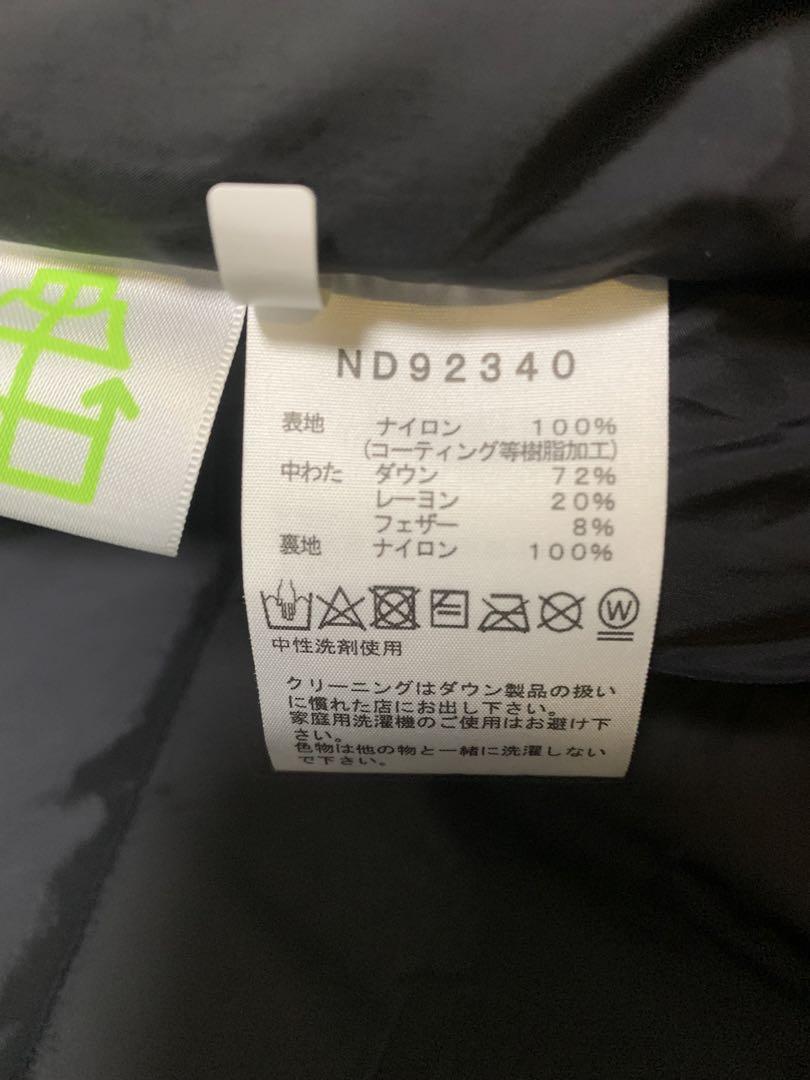 ND92340
表地 ナイロン 100%
(コーティング等樹脂加工)
中わた ダウン 72%
レーヨン 20%
フェザー 8%
裏地 ナイロン 100%
W
中性洗剤使用
クリーニングはダウン製品の扱い
に慣れた店にお出し下さい。
家庭用洗濯機のご使用はお避け下
さい。
色物は他の物と一緒に洗濯しない
で下さい。